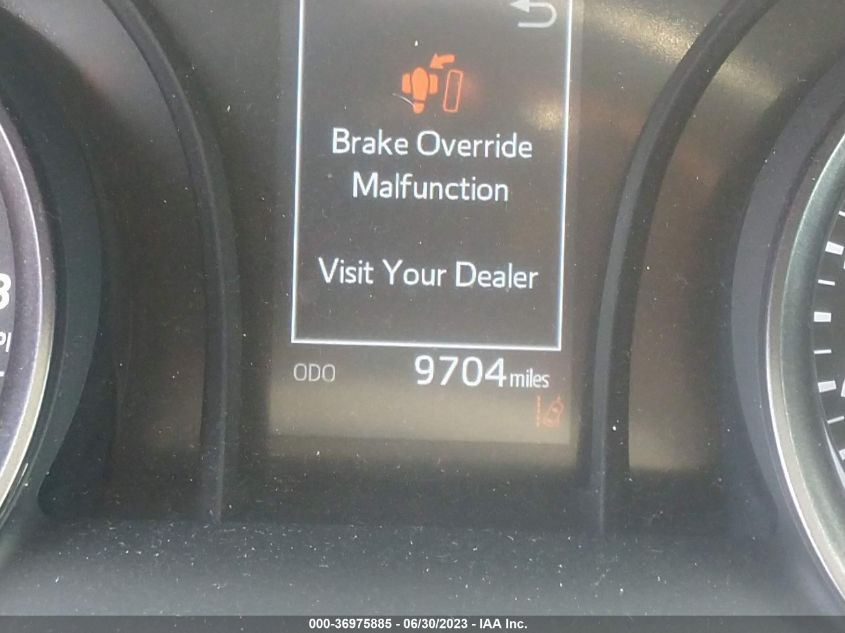 Brake Override
Malfunction
Visit Your Dealer
ODO 9704 miles
000-36975885 - 06/30/2023 - IAA Inc.